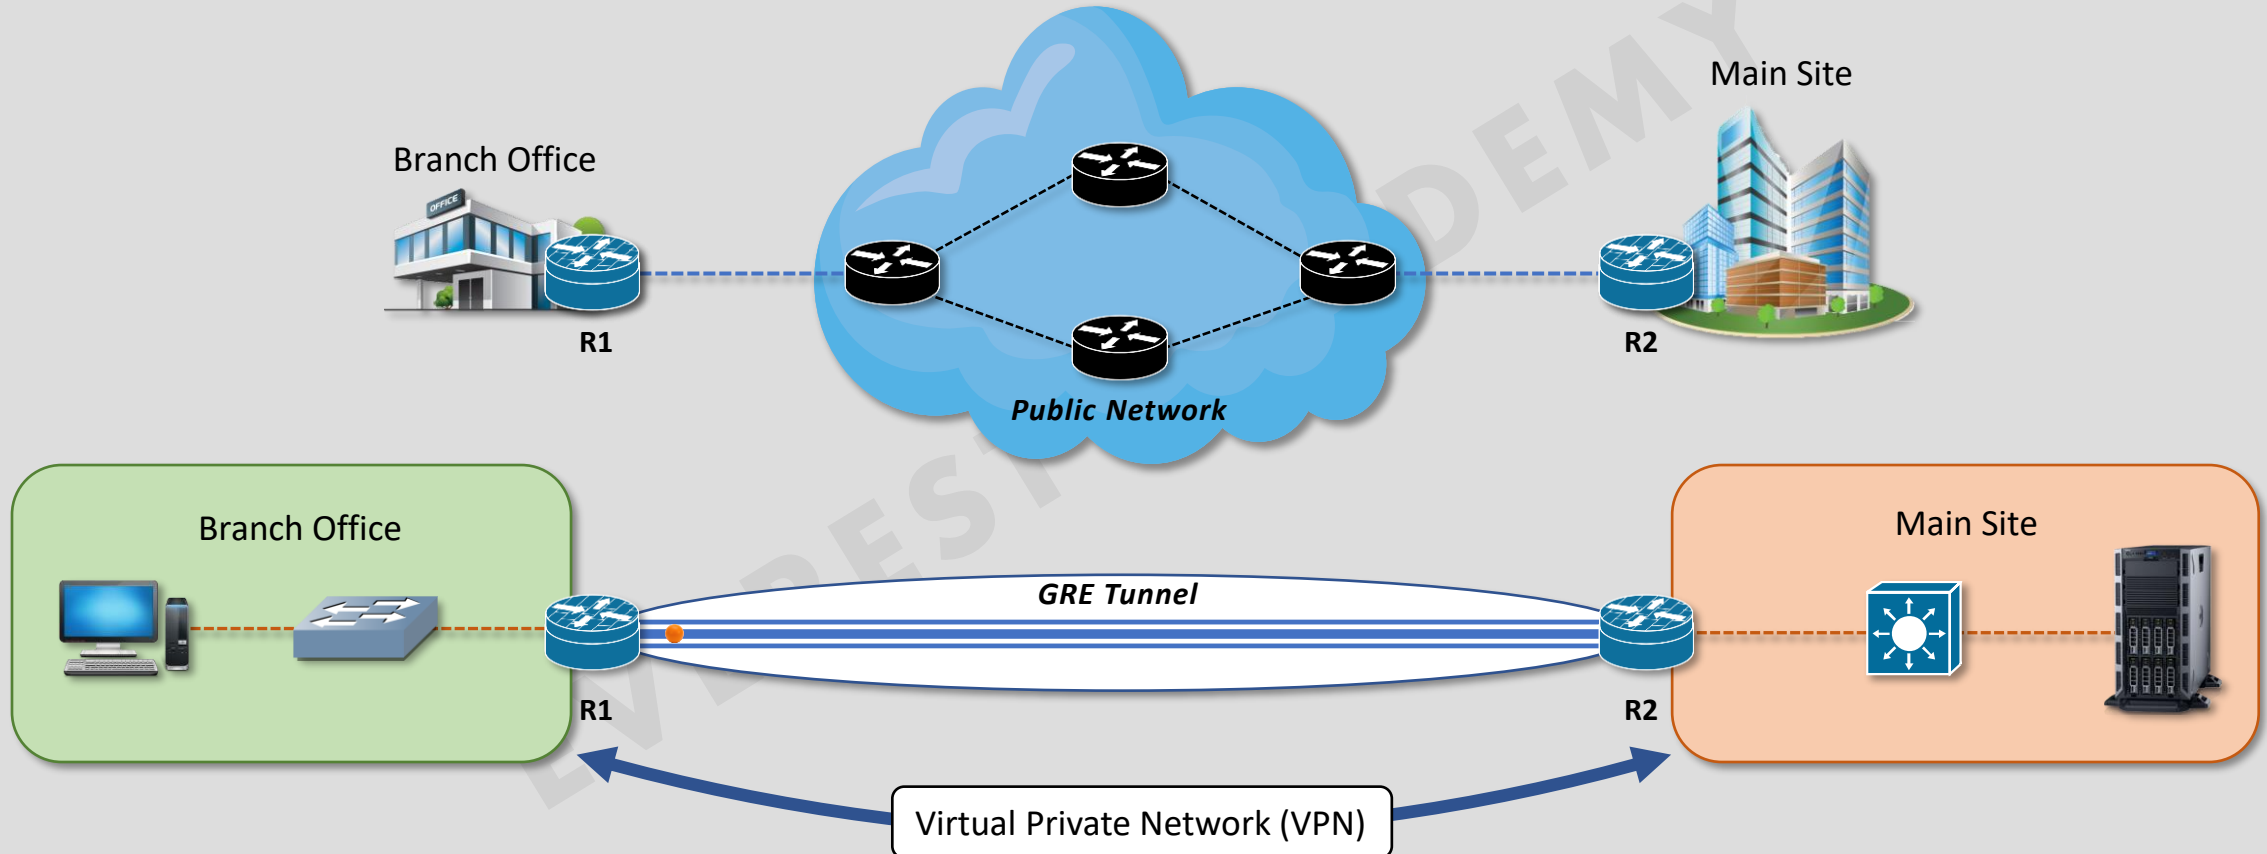 Main Site
Branch Office
OFFICE
R1
R2
Public Network
Branch Office
Main Site
GRE Tunnel
R1
R2
Virtual Private Network (VPN)